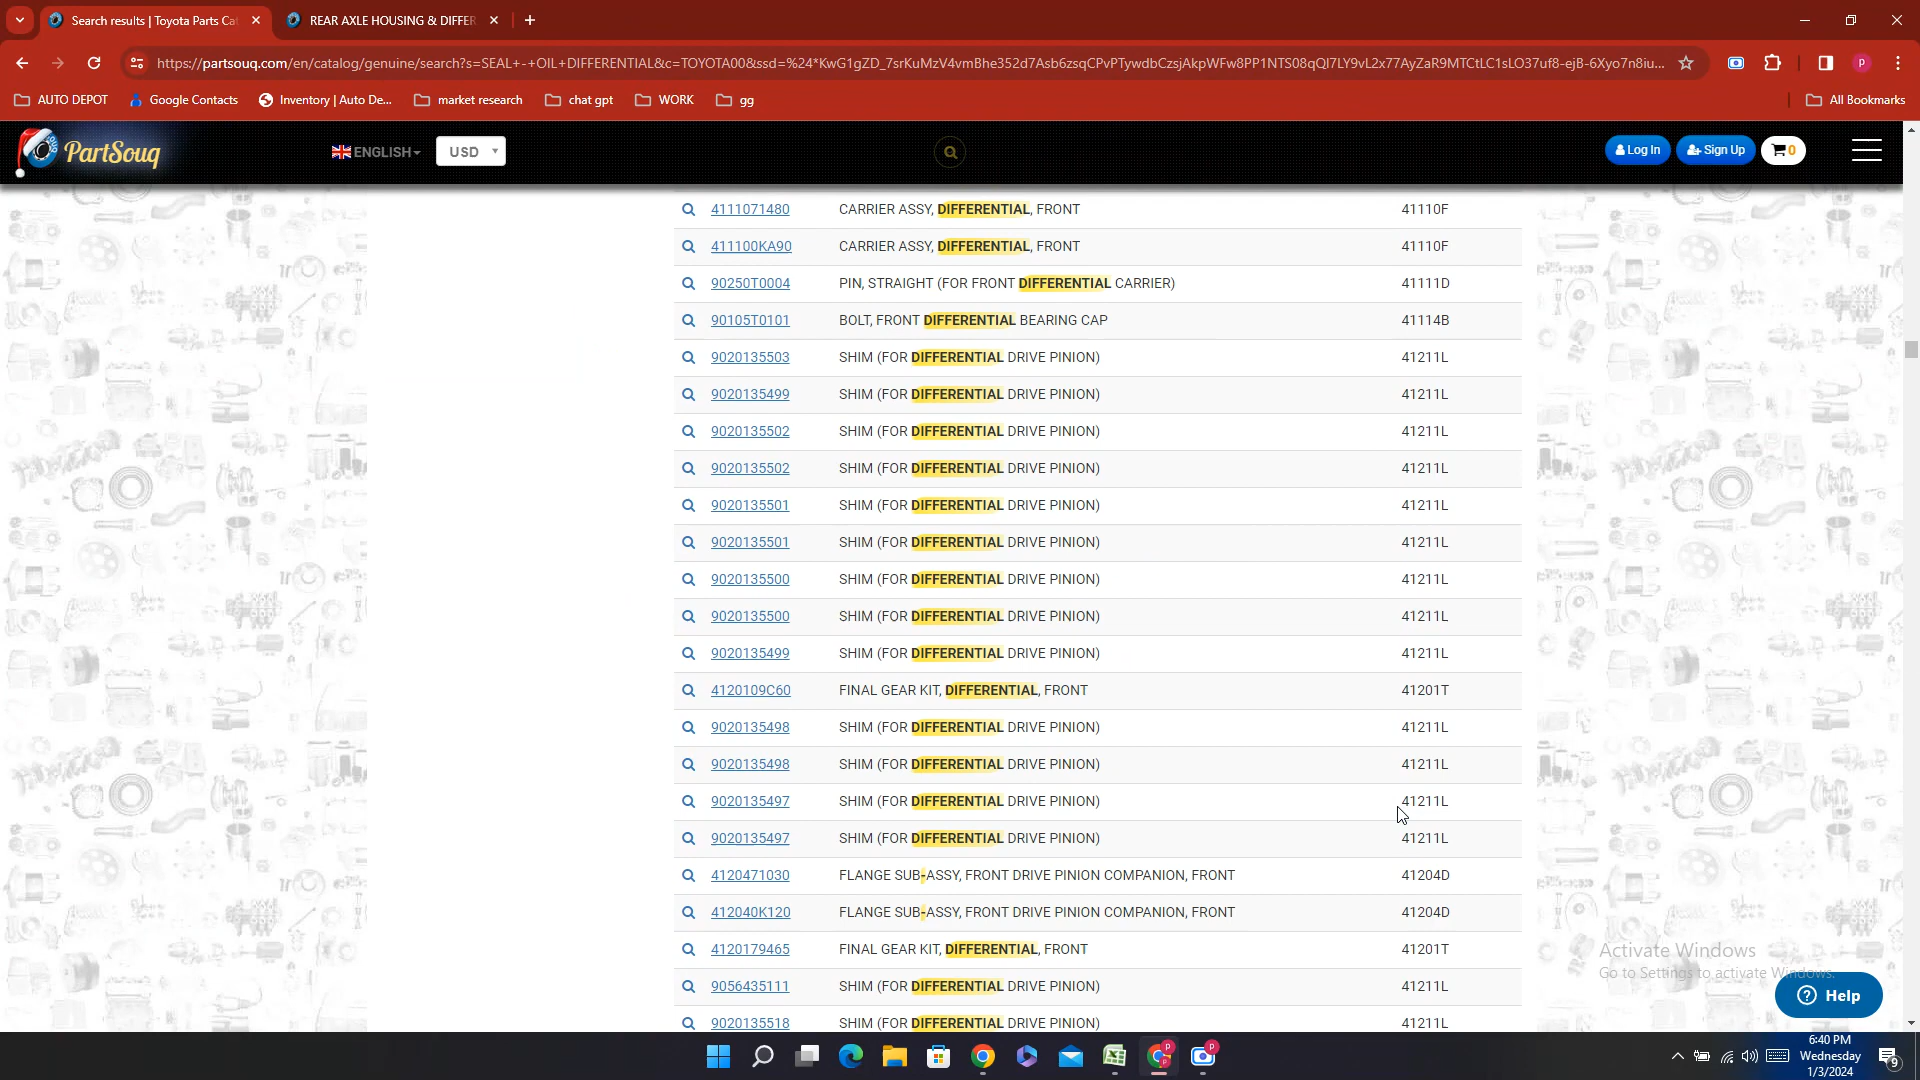 Search results | Toyota Parts Cat
REAR AXLE HOUSING & DIFFER
https://partsouq.com/en/catalog/genuine/search?s=SEAL+-+OIL+DIFFERENTIAL&c=TOYOTA00&ssd=%24*KwG1gZD_7srKuMzV4vmBhe352d7Asb6zsqCPvPTywdbCzsjAkpWFw8PP1NTS08qQI7LY9vL2x77AyZaR9MTCtLC1sLO37uf8-ejB-6Xyo7n8iu...
AUTO DEPOT
Google Contacts
Inventory | Auto De...
market research
chat gpt
WORK
gg
All Bookmarks
PartSouq
ENGLISH
USD
Log In
Sign Up
0
4111071480 CARRIER ASSY, DIFFERENTIAL, FRONT 41110F
411100KA90 CARRIER ASSY, DIFFERENTIAL, FRONT 41110F
90250T0004 PIN, STRAIGHT (FOR FRONT DIFFERENTIAL CARRIER) 41111D
90105T0101 BOLT, FRONT DIFFERENTIAL BEARING CAP 41114B
9020135503 SHIM (FOR DIFFERENTIAL DRIVE PINION) 41211L
9020135499 SHIM (FOR DIFFERENTIAL DRIVE PINION) 41211L
9020135502 SHIM (FOR DIFFERENTIAL DRIVE PINION) 41211L
9020135502 SHIM (FOR DIFFERENTIAL DRIVE PINION) 41211L
9020135501 SHIM (FOR DIFFERENTIAL DRIVE PINION) 41211L
9020135501 SHIM (FOR DIFFERENTIAL DRIVE PINION) 41211L
9020135500 SHIM (FOR DIFFERENTIAL DRIVE PINION) 41211L
9020135500 SHIM (FOR DIFFERENTIAL DRIVE PINION) 41211L
9020135499 SHIM (FOR DIFFERENTIAL DRIVE PINION) 41211L
4120109C60 FINAL GEAR KIT, DIFFERENTIAL, FRONT 41201T
9020135498 SHIM (FOR DIFFERENTIAL DRIVE PINION) 41211L
9020135498 SHIM (FOR DIFFERENTIAL DRIVE PINION) 41211L
9020135497 SHIM (FOR DIFFERENTIAL DRIVE PINION) 41211L
9020135497 SHIM (FOR DIFFERENTIAL DRIVE PINION) 41211L
4120471030 FLANGE SUB-ASSY, FRONT DRIVE PINION COMPANION, FRONT 41204D
412040K120 FLANGE SUB-ASSY, FRONT DRIVE PINION COMPANION, FRONT 41204D
4120179465 FINAL GEAR KIT, DIFFERENTIAL, FRONT 41201T
9056435111 SHIM (FOR DIFFERENTIAL DRIVE PINION) 41211L
9020135518 SHIM (FOR DIFFERENTIAL DRIVE PINION) 41211L
Activate Windows
Go to Settings to activate Windows.
Help
6:40 PM
Wednesday
1/3/2024
9